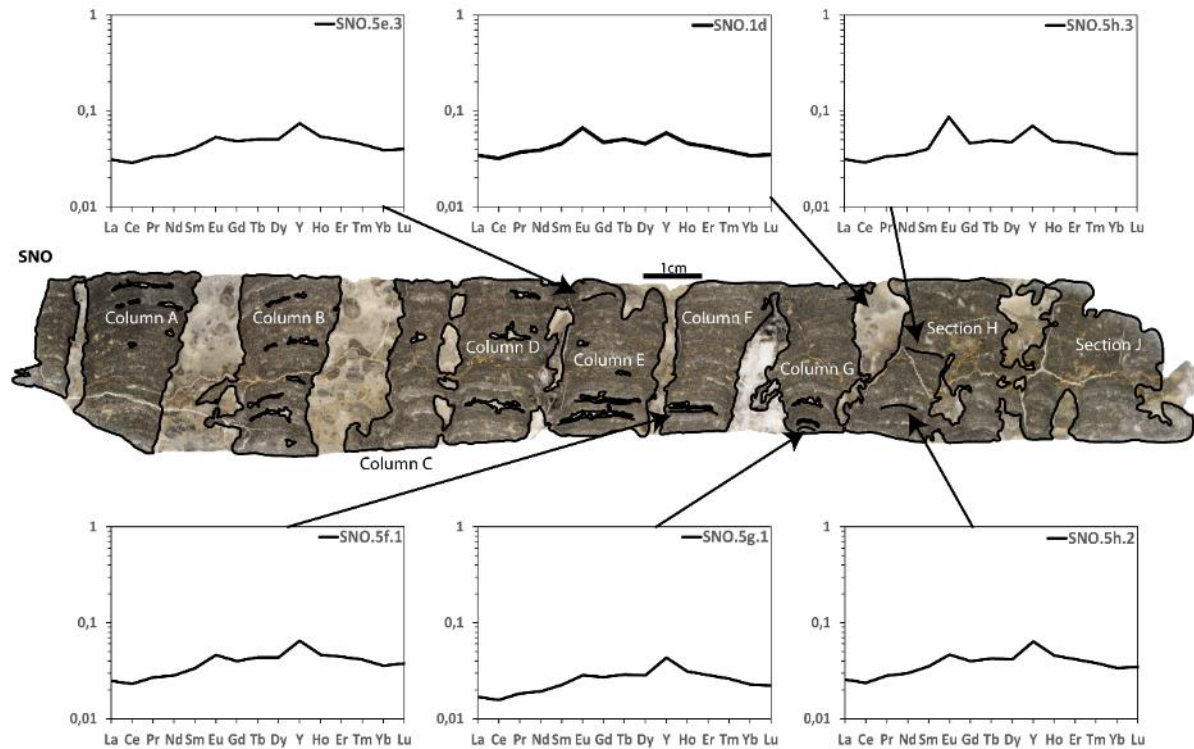 1
SNO.5e.3
0,1
0,01
La Ce Pr Nd Sm Eu Gd Tb Dy Y Ho Er Tm Yb Lu
1
SNO.1d
0,1
0,01
La Ce Pr Nd Sm Eu Gd Tb Dy Y Ho Er Tm Yb Lu
1
SNO.5h.3
0,1
0,01
La Ce Pr Nd Sm Eu Gd Tb Dy Y Ho Er Tm Yb Lu
SNO
1cm
Column A
Column B
Column D
Column E
Column F
Column G
Section H
Section J
Column C
1
SNO.5f.1
0,1
0,01
La Ce Pr Nd Sm Eu Gd Tb Dy Y Ho Er Tm Yb Lu
1
SNO.5g.1
0,1
0,01
La Ce Pr Nd Sm Eu Gd Tb Dy Y Ho Er Tm Yb Lu
1
SNO.5h.2
0,1
0,01
La Ce Pr Nd Sm Eu Gd Tb Dy Y Ho Er Tm Yb Lu